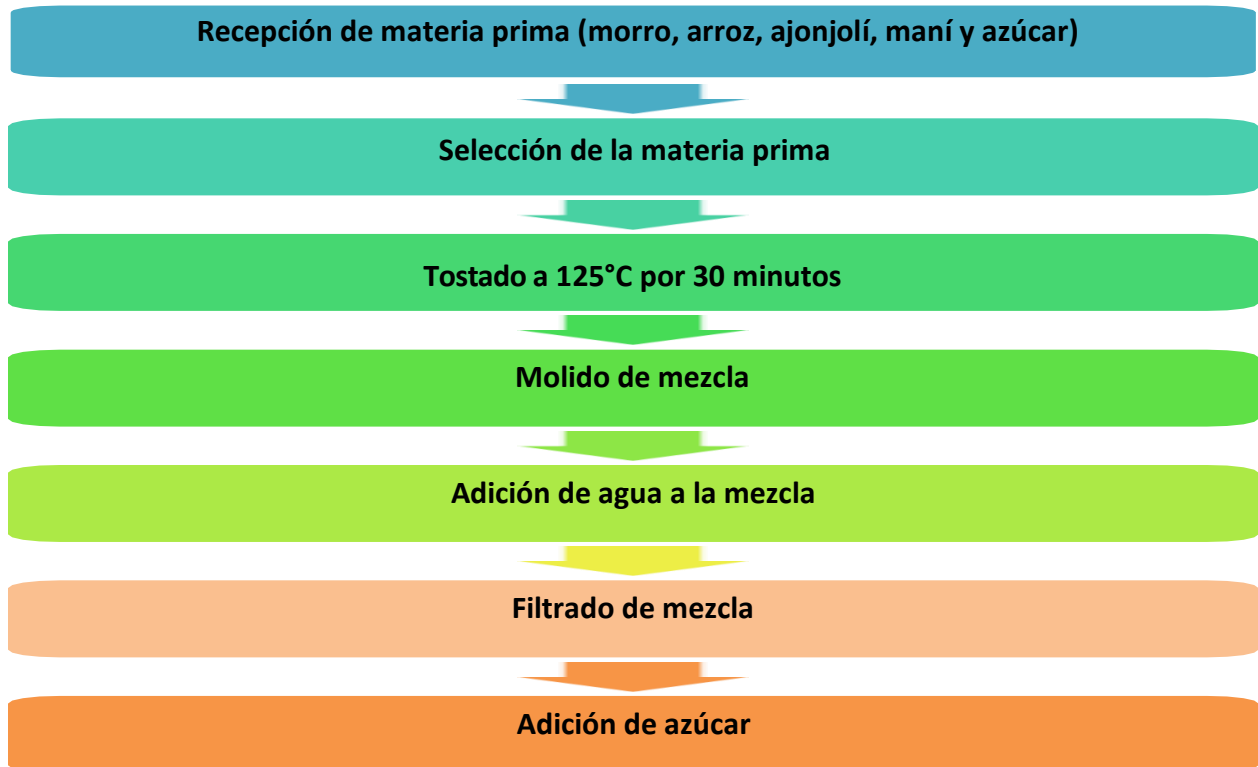 Recepción de materia prima (morro, arroz, ajonjolí, maní y azúcar)
Selección de la materia prima
Tostado a 125°C por 30 minutos
Molido de mezcla
Adición de agua a la mezcla
Filtrado de mezcla
Adición de azúcar